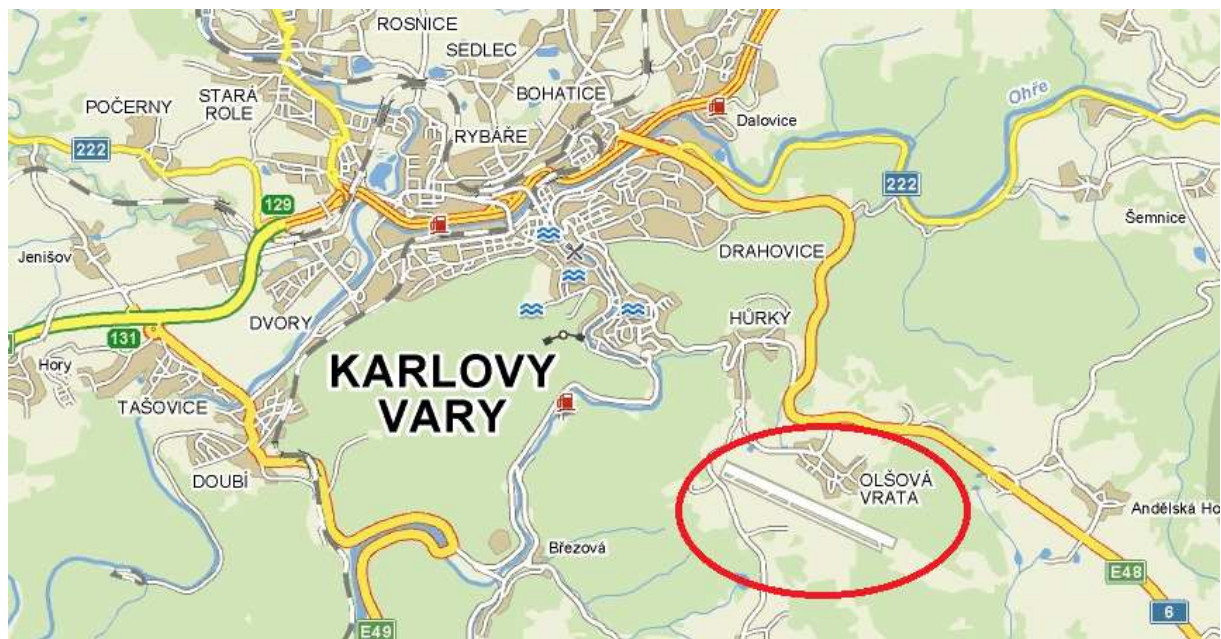 ROSNICE
SEDLEC
BOHATICE
POČERNY
STARÁ
ROLE
RYBÁŘE
Dalovice
Ohře
222
222
129
Šemnice
Jenišov
DRAHOVICE
DVORY
HŮRKY
131
Hory
KARLOVY
VARY
TAŠOVICE
DOUBÍ
OLŠOVÁ
VRATA
Andělská Ho
Březová
E48
6
E49